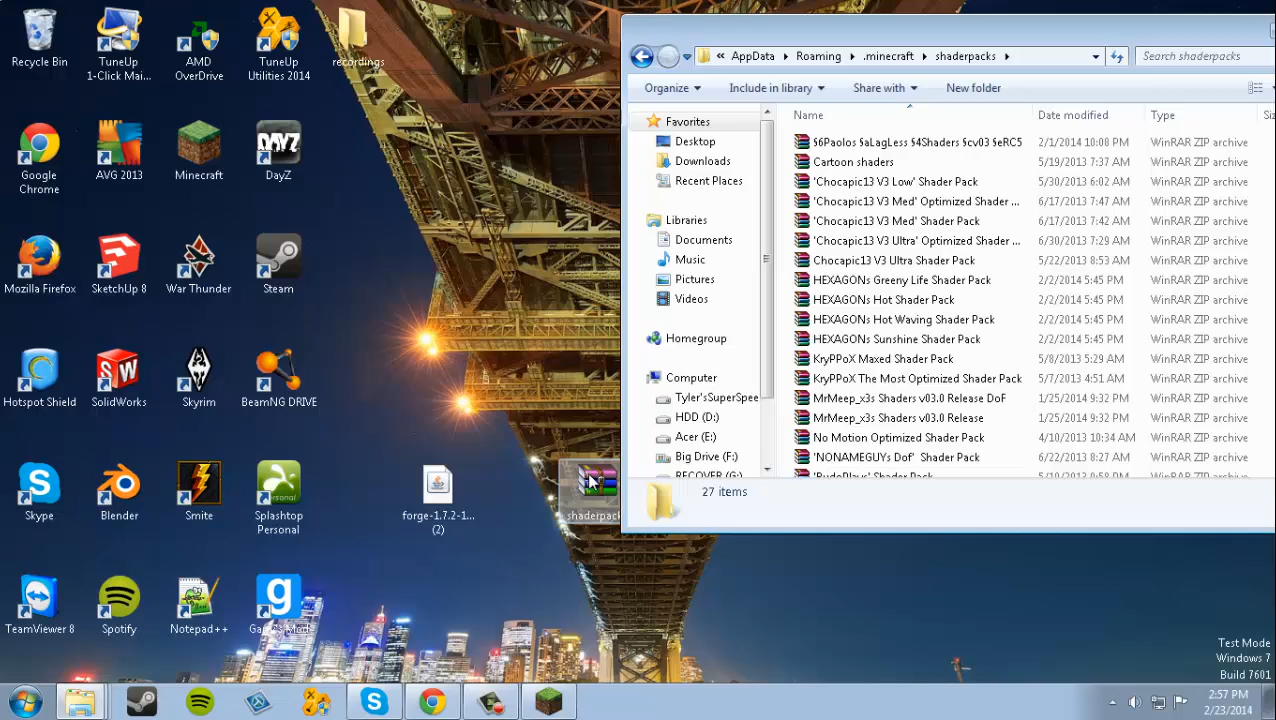 Recycle Bin
TuneUp
1-Click Mai...
AMD
OverDrive
TuneUp
Utilities 2014
recordings
Google
Chrome
AVG 2013
Minecraft
DayZ
Mozilla Firefox
SketchUp 8
War Thunder
Steam
Hotspot Shield
SolidWorks
Skyrim
BeamNG DRIVE
Skype
Blender
Smite
Splashtop
Personal
forge-1.7.2-1...
(2)
TeamViewer 8
Spotify
Notepad++
« AppData Roaming .minecraft shaderpacks
Search shaderpacks
Organize
Include in library
Share with
New folder
Favorites
Desktop
Downloads
Recent Places
Libraries
Documents
Music
Pictures
Videos
Homegroup
Computer
Tyler'sSuperSpee
HDD (D:)
Acer (E:)
Big Drive (F:)
RECOVER (G:)
Name Date modified Type
§6Paolos §aLagLess §4Shaders §cv03 §eRC5 2/1/2014 10:08 PM WinRAR ZIP archive
Cartoon shaders 5/19/2013 7:37 AM WinRAR ZIP archive
'Chocapic13 V3 Low' Shader Pack 5/30/2013 6:02 AM WinRAR ZIP archive
'Chocapic13 V3 Med' Optimized Shader ... 6/17/2013 7:47 AM WinRAR ZIP archive
'Chocapic13 V3 Med' Shader Pack 6/17/2013 7:42 AM WinRAR ZIP archive
'Chocapic13 V3 Ultra' Optimized Shader ... 7:29 AM WinRAR ZIP archive
Chocapic13 V3 Ultra Shader Pack 5/22/2013 8:53 AM WinRAR ZIP archive
HEXAGONs Greeny Life Shader Pack 2/2/2014 5:45 PM WinRAR ZIP archive
HEXAGONs Hot Shader Pack 2/2/2014 5:45 PM WinRAR ZIP archive
HEXAGONs Hot Waving Shader Pack 2/2/2014 5:45 PM WinRAR ZIP archive
HEXAGONs Sunshine Shader Pack 2/2/2014 5:45 PM WinRAR ZIP archive
KryPPoX Maxed Shader Pack 5:29 AM WinRAR ZIP archive
KryPPoX The Most Optimized Shader Pack 5/7/2013 4:51 AM WinRAR ZIP archive
MrMeep_x3s Shaders v03.0 Release DoF 1/25/2014 9:32 PM WinRAR ZIP archive
MrMeep_x3s Shaders v03.0 Release 1/25/2014 9:32 PM WinRAR ZIP archive
No Motion Optimized Shader Pack 10:34 AM WinRAR ZIP archive
'NONAMEGUYs Dof' Shader Pack WinRAR ZIP archive
27 items
Test Mode
Windows 7
Build 7601
2:57 PM
2/23/2014